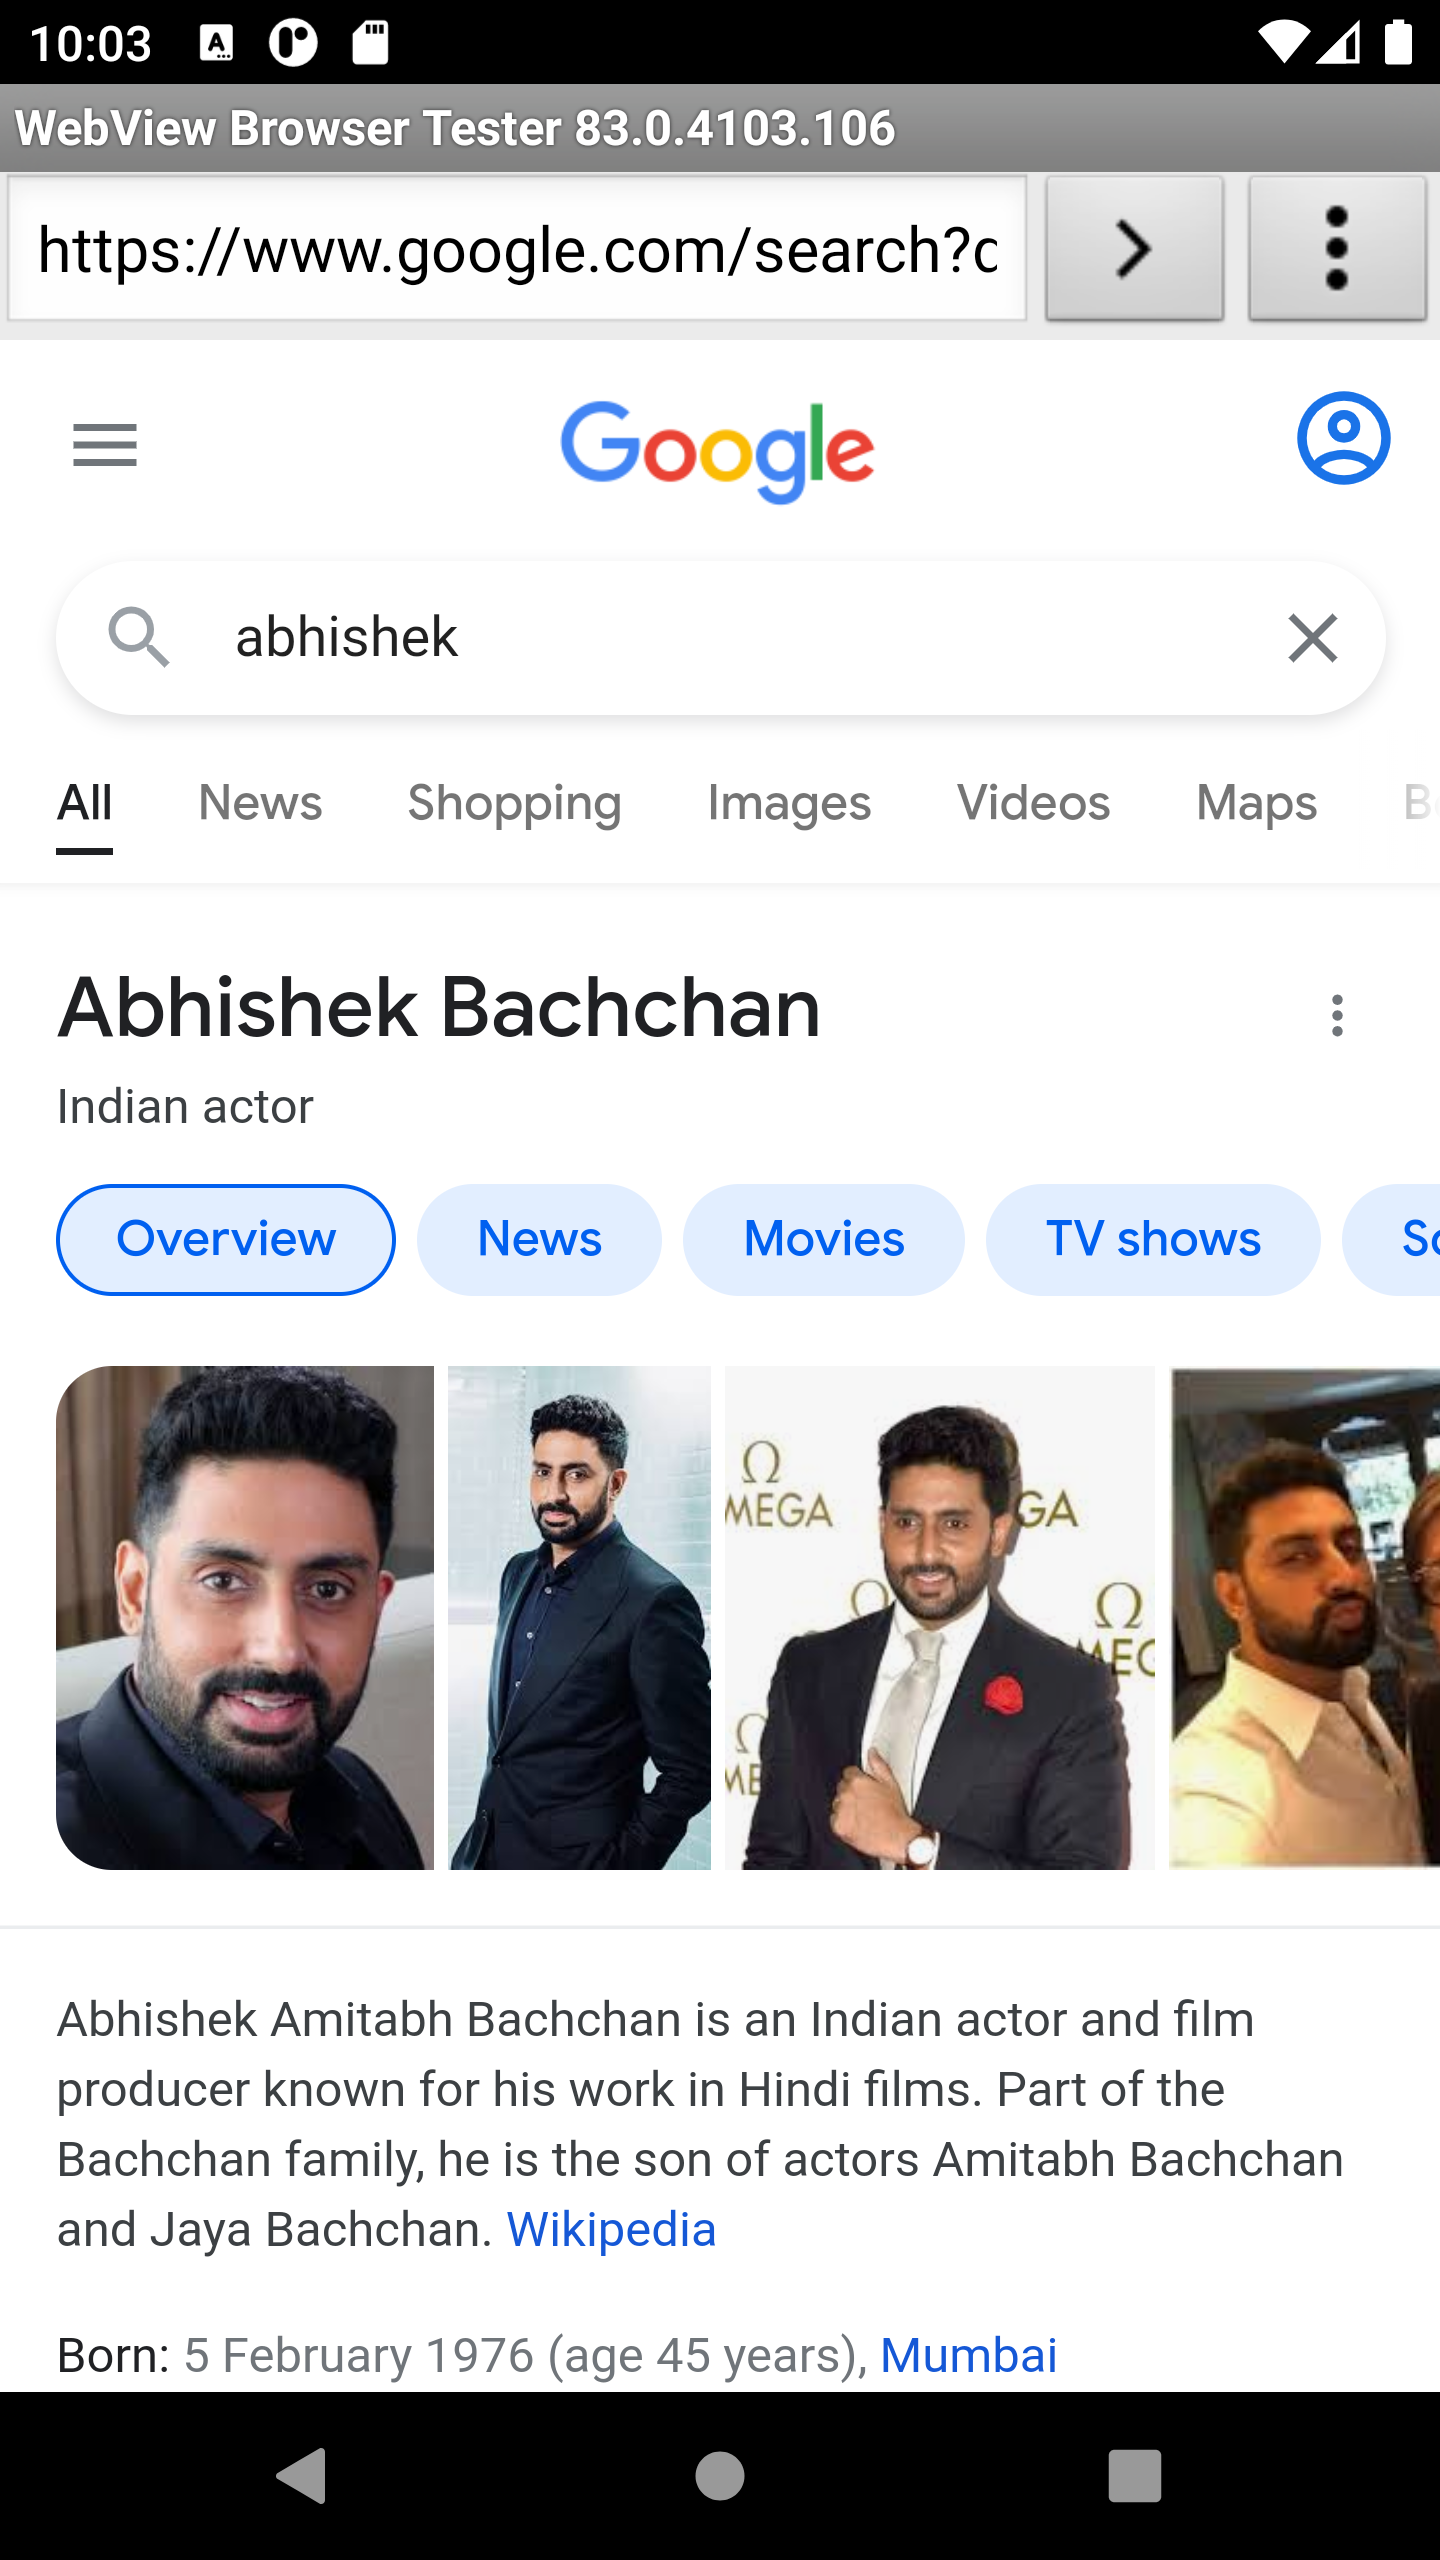 10:03
WebView Browser Tester 83.0.4103.106
https://www.google.com/search?
Google
abhishek
All News Shopping Images Videos Maps
Abhishek Bachchan
Indian actor
Overview News Movies TV shows
Ω Ω
MEGA GA
Ω Ω
MEG
Ω
ME
Abhishek Amitabh Bachchan is an Indian actor and film
producer known for his work in Hindi films. Part of the
Bachchan family, he is the son of actors Amitabh Bachchan
and Jaya Bachchan. Wikipedia
Born: 5 February 1976 (age 45 years), Mumbai